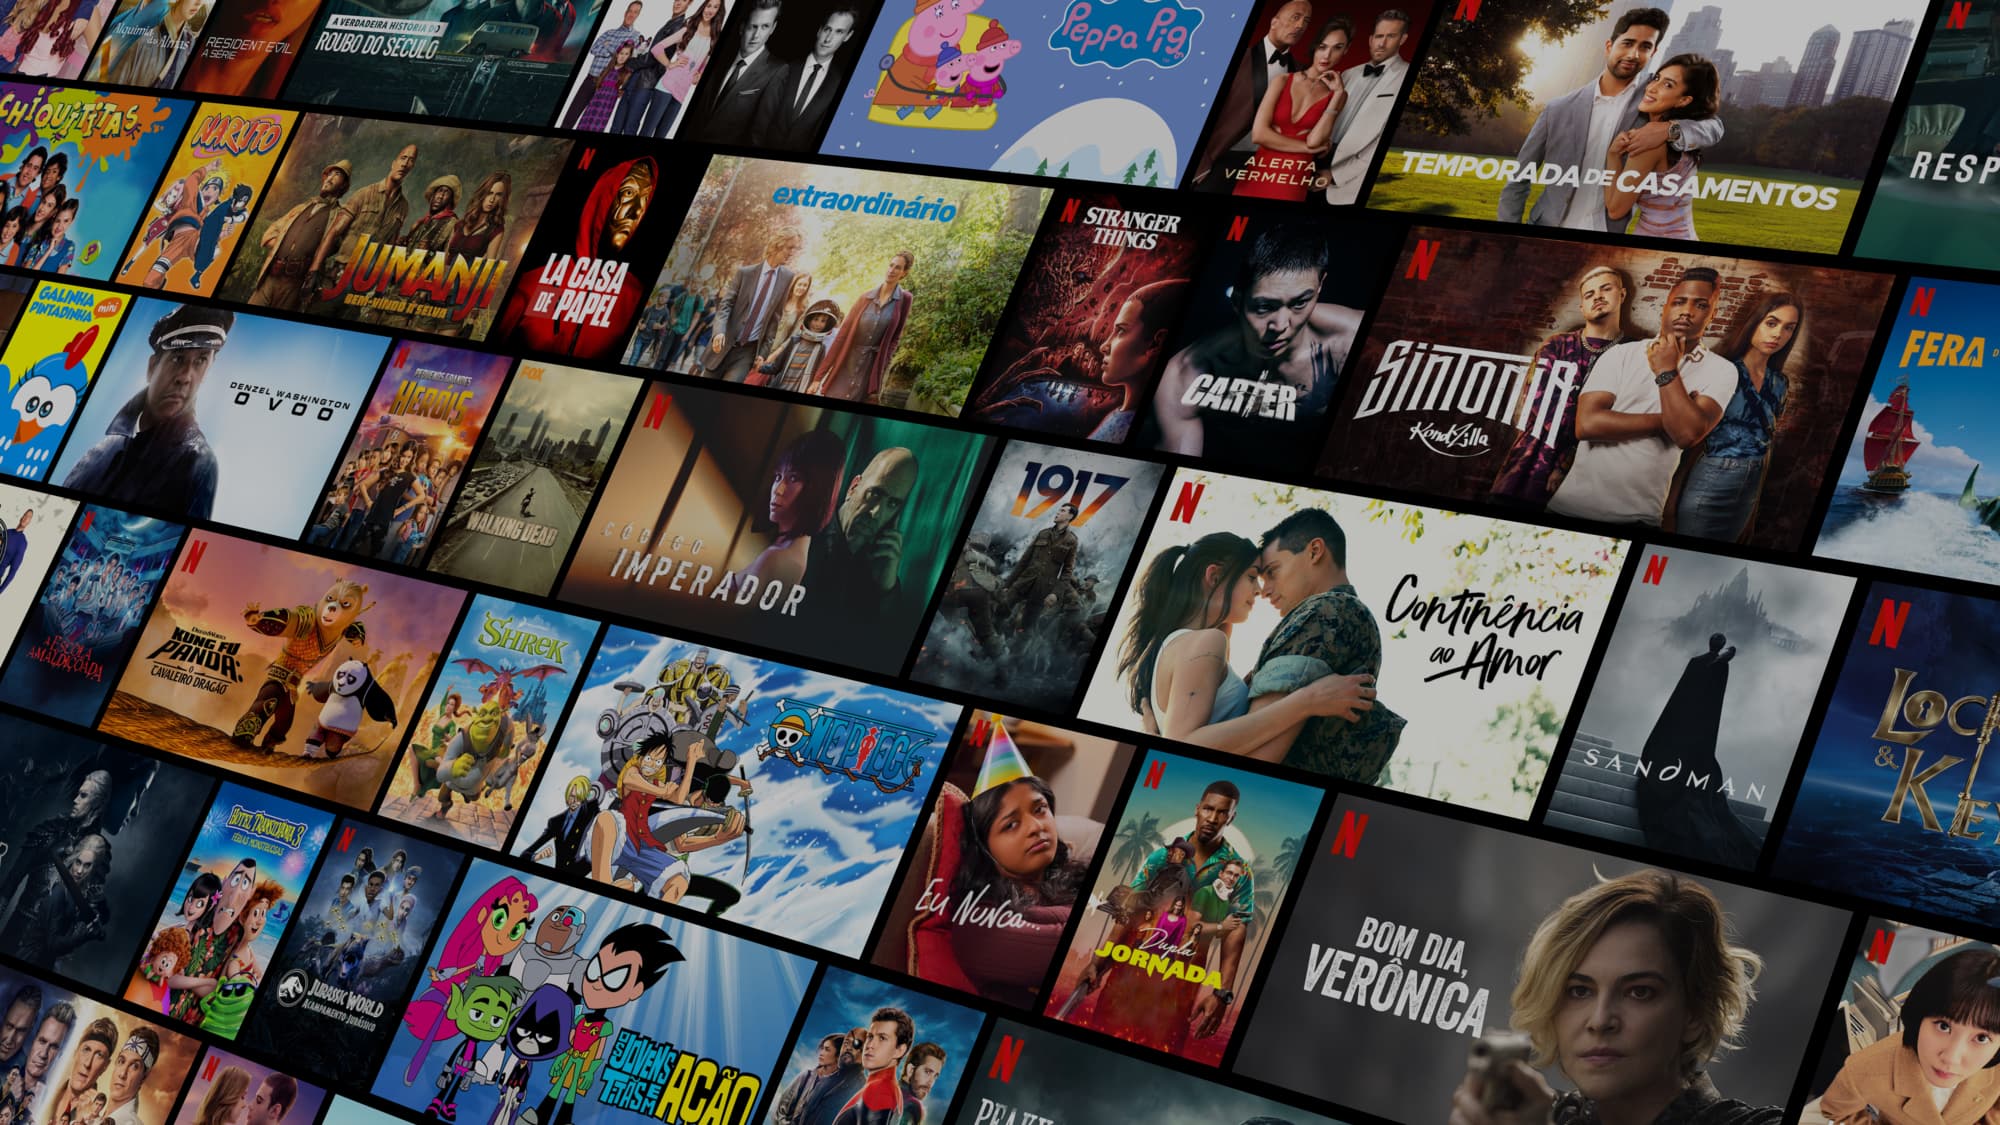 Alquimia das Almas
RESIDENT EVIL
A SÉRIE
A VERDADEIRA HISTÓRIA DO
ROUBO DO SÉCULO
Peppa Pig
N
ALERTA
VERMELHO
N
TEMPORADA DE CASAMENTOS
N
RESP
CHIQUITITAS
NARUTO
JUMANJI
BEM-VINDO À SELVA
N
LA CASA
DE PAPEL
extraordinário
N
STRANGER
THINGS
N
CARTER
N
SINTONIA
KondZilla
N
FERA D
GALINHA
PINTADINHA
mini
DENZEL WASHINGTON
O VOO
N
PEQUENOS GRANDES
HERÓIS
FOX
WALKING DEAD
N
CÓDIGO
IMPERADOR
1917
N
Continência
ao Amor
N
SANDMAN
N
LOCK
& KEY
N
A ESCOLA
AMALDIÇOADA
N
DreamWorks
KUNG FU
PANDA:
O
CAVALEIRO DRAGÃO
SHREK
ONE PIECE
N
EU NUNCA...
N
Dupla
JORNADA
N
BOM DIA,
VERÔNICA
N
R
HOTEL TRANSILVÂNIA 3
FÉRIAS MONSTRUOSAS
N
JURASSIC WORLD
ACAMPAMENTO JURÁSSICO
OS JOVENS
TITÃS EM
AÇÃO
N
N
PEAKY